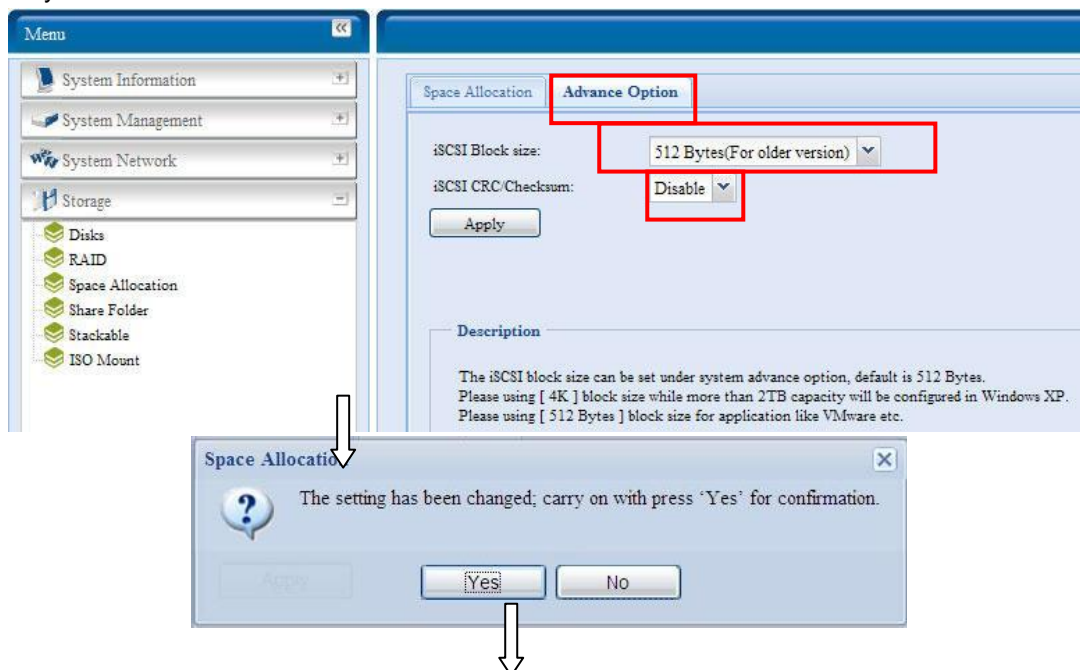 Menu
System Information
System Management
System Network
Storage
Disks
RAID
Space Allocation
Share Folder
Stackable
ISO Mount
Space Allocation
Advance Option
iSCSI Block size:
512 Bytes(For older version)
iSCSI CRC/Checksum:
Disable
Apply
Description
The iSCSI block size can be set under system advance option, default is 512 Bytes.
Please using [ 4K ] block size while more than 2TB capacity will be configured in Windows XP.
Please using [ 512 Bytes ] block size for application like VMware etc.
Space Allocation
The setting has been changed; carry on with press ‘Yes’ for confirmation.
Apply
Yes
No